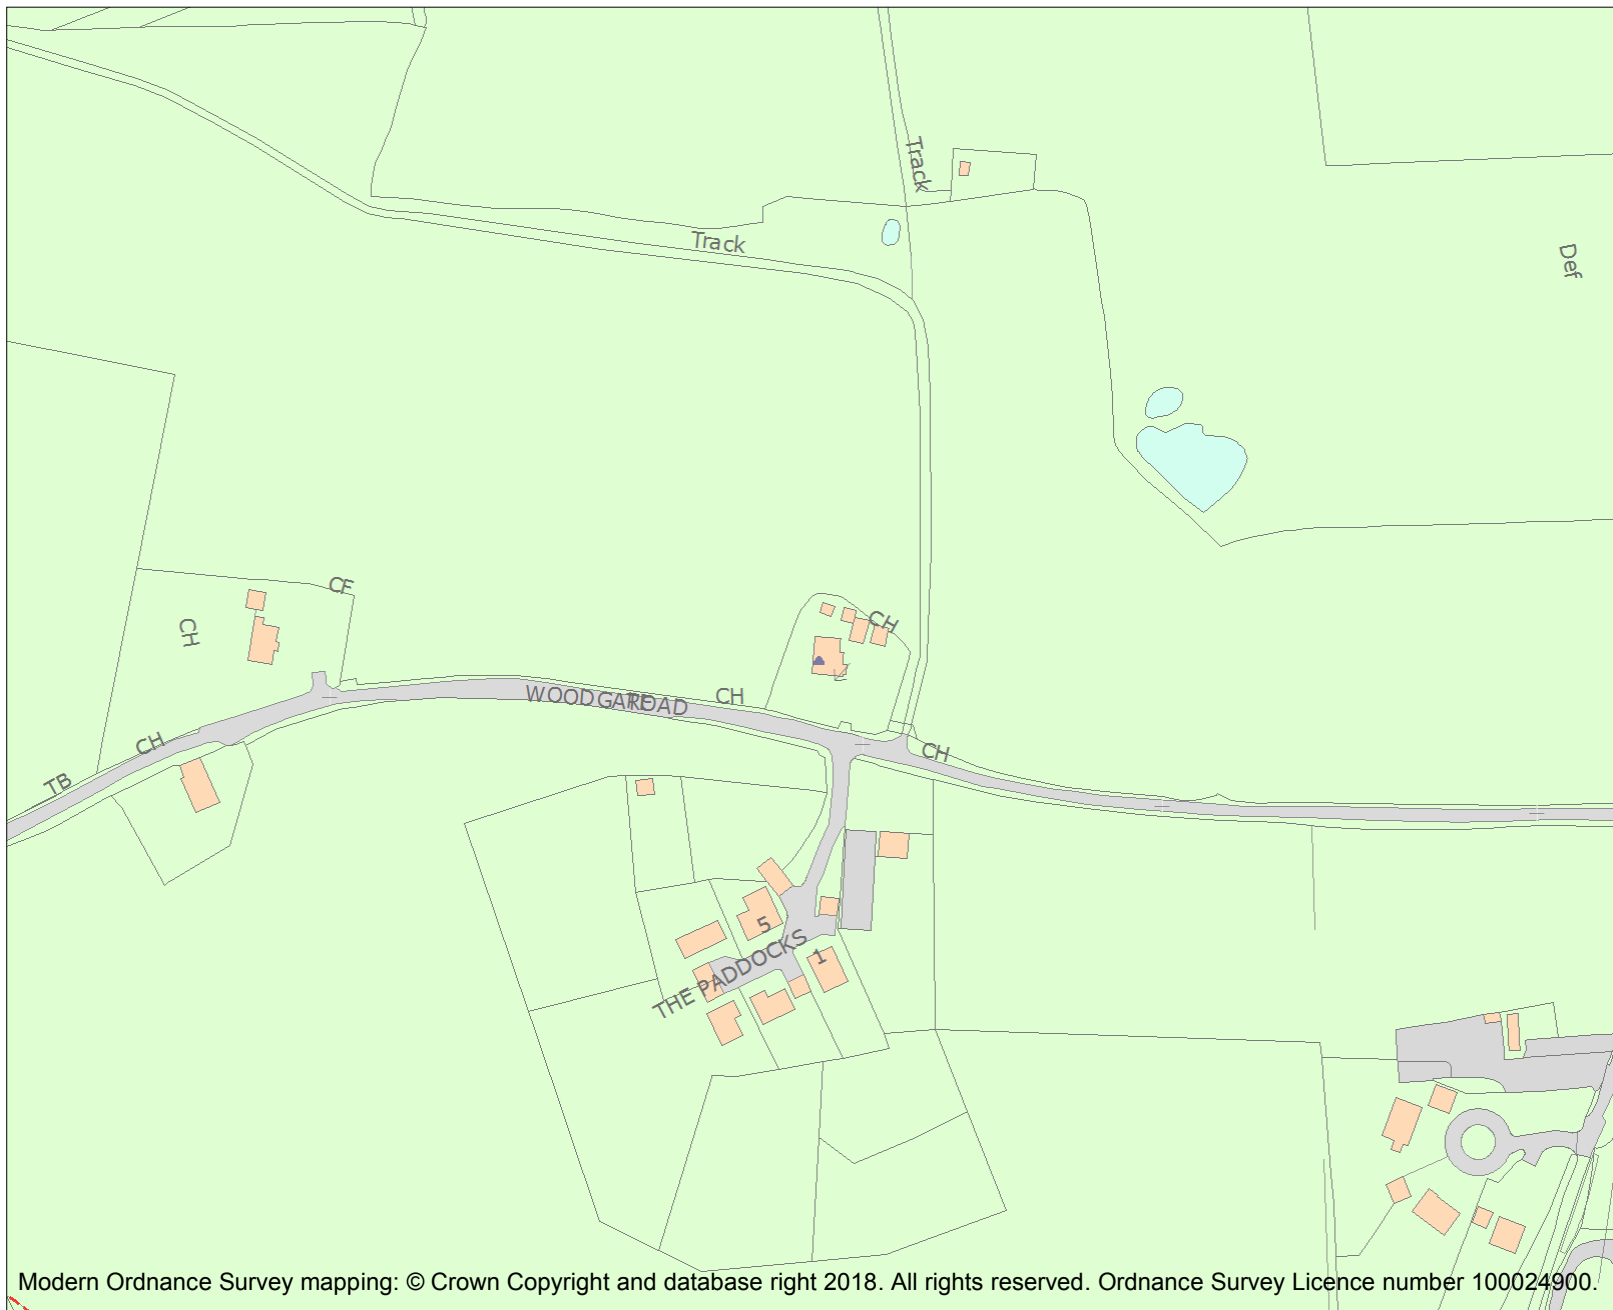 Track
Track
Def
CF
CH
CH
WOODGATE ROAD
CH
CH
CH
TB
5
1
THE PADDOCKS
Modern Ordnance Survey mapping: © Crown Copyright and database right 2018. All rights reserved. Ordnance Survey Licence number 100024900.